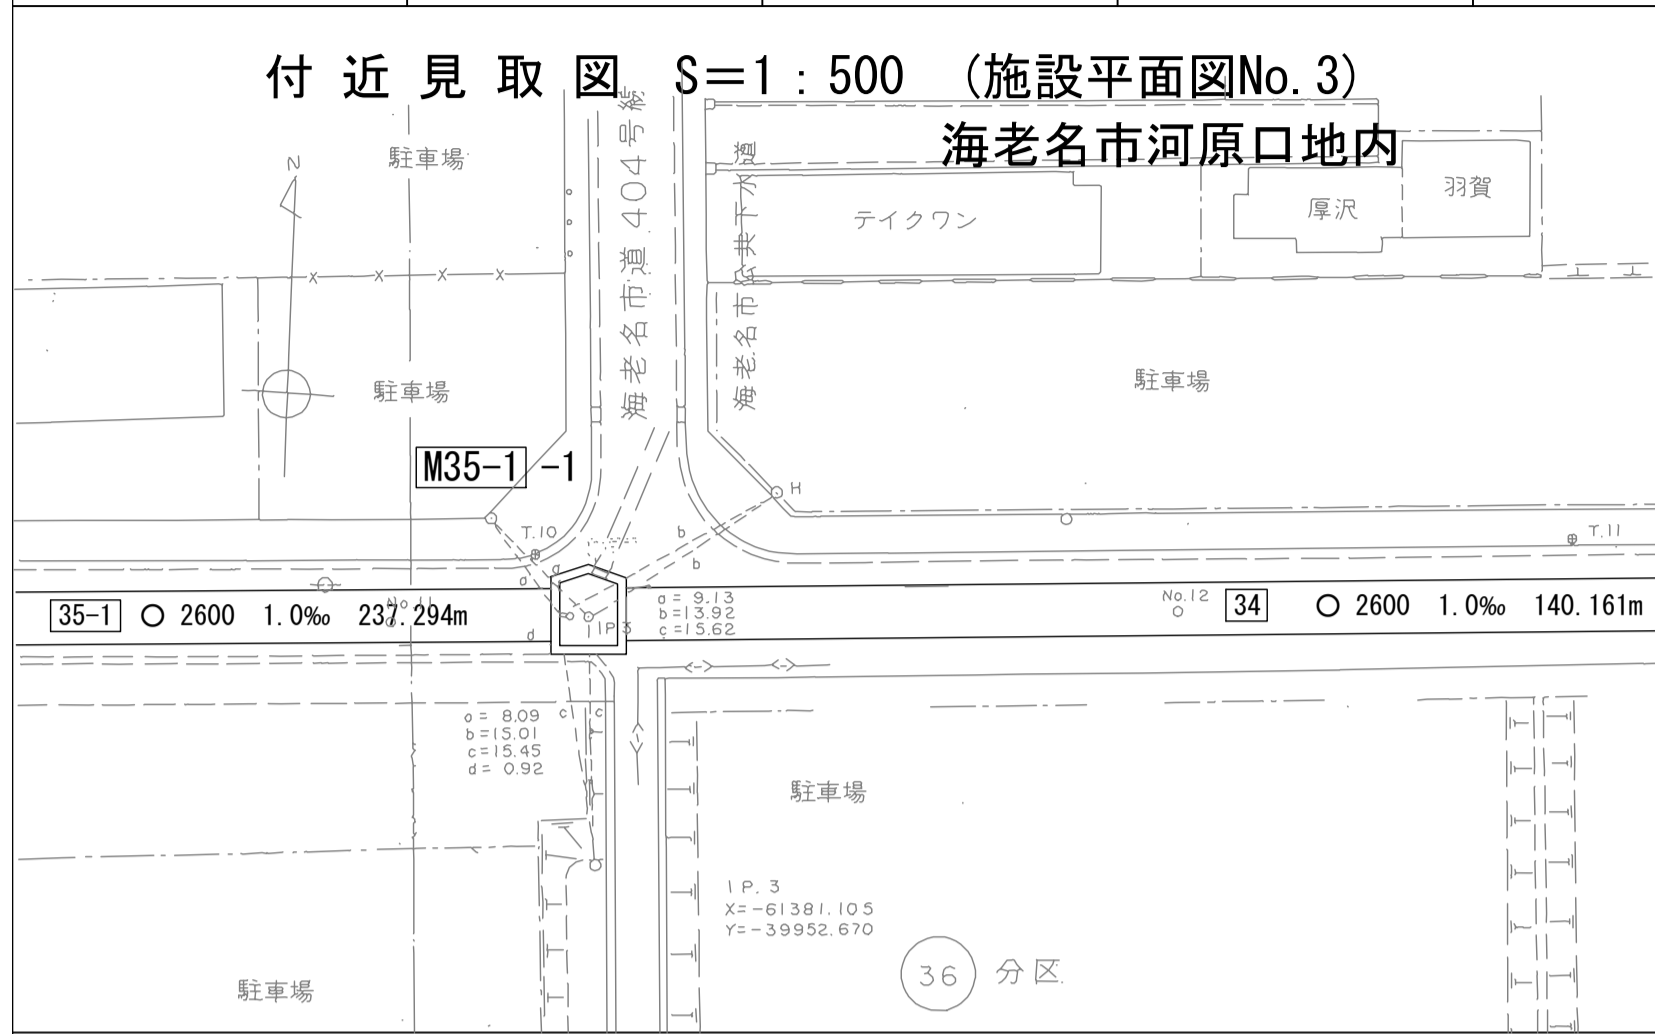 付近見取図 S=1:500 (施設平面図No.3)
海老名市河原口地内
海老名市道404号線
海老名市公共下水道
N
駐車場
テイクワン
厚沢
羽賀
駐車場
駐車場
M35-1 -1
H
T.10
T.11
b
b
a
a
d
35-1 ○ 2600 1.0‰ 237.294m
No.11
IP.3
a= 9.13
b=13.92
c=15.62
No.12
34 ○ 2600 1.0‰ 140.161m
a= 8.09
b=15.01
c=15.45
d= 0.92
c
c
駐車場
IP.3
X=-61381.105
Y=-39952.670
36 分区
駐車場